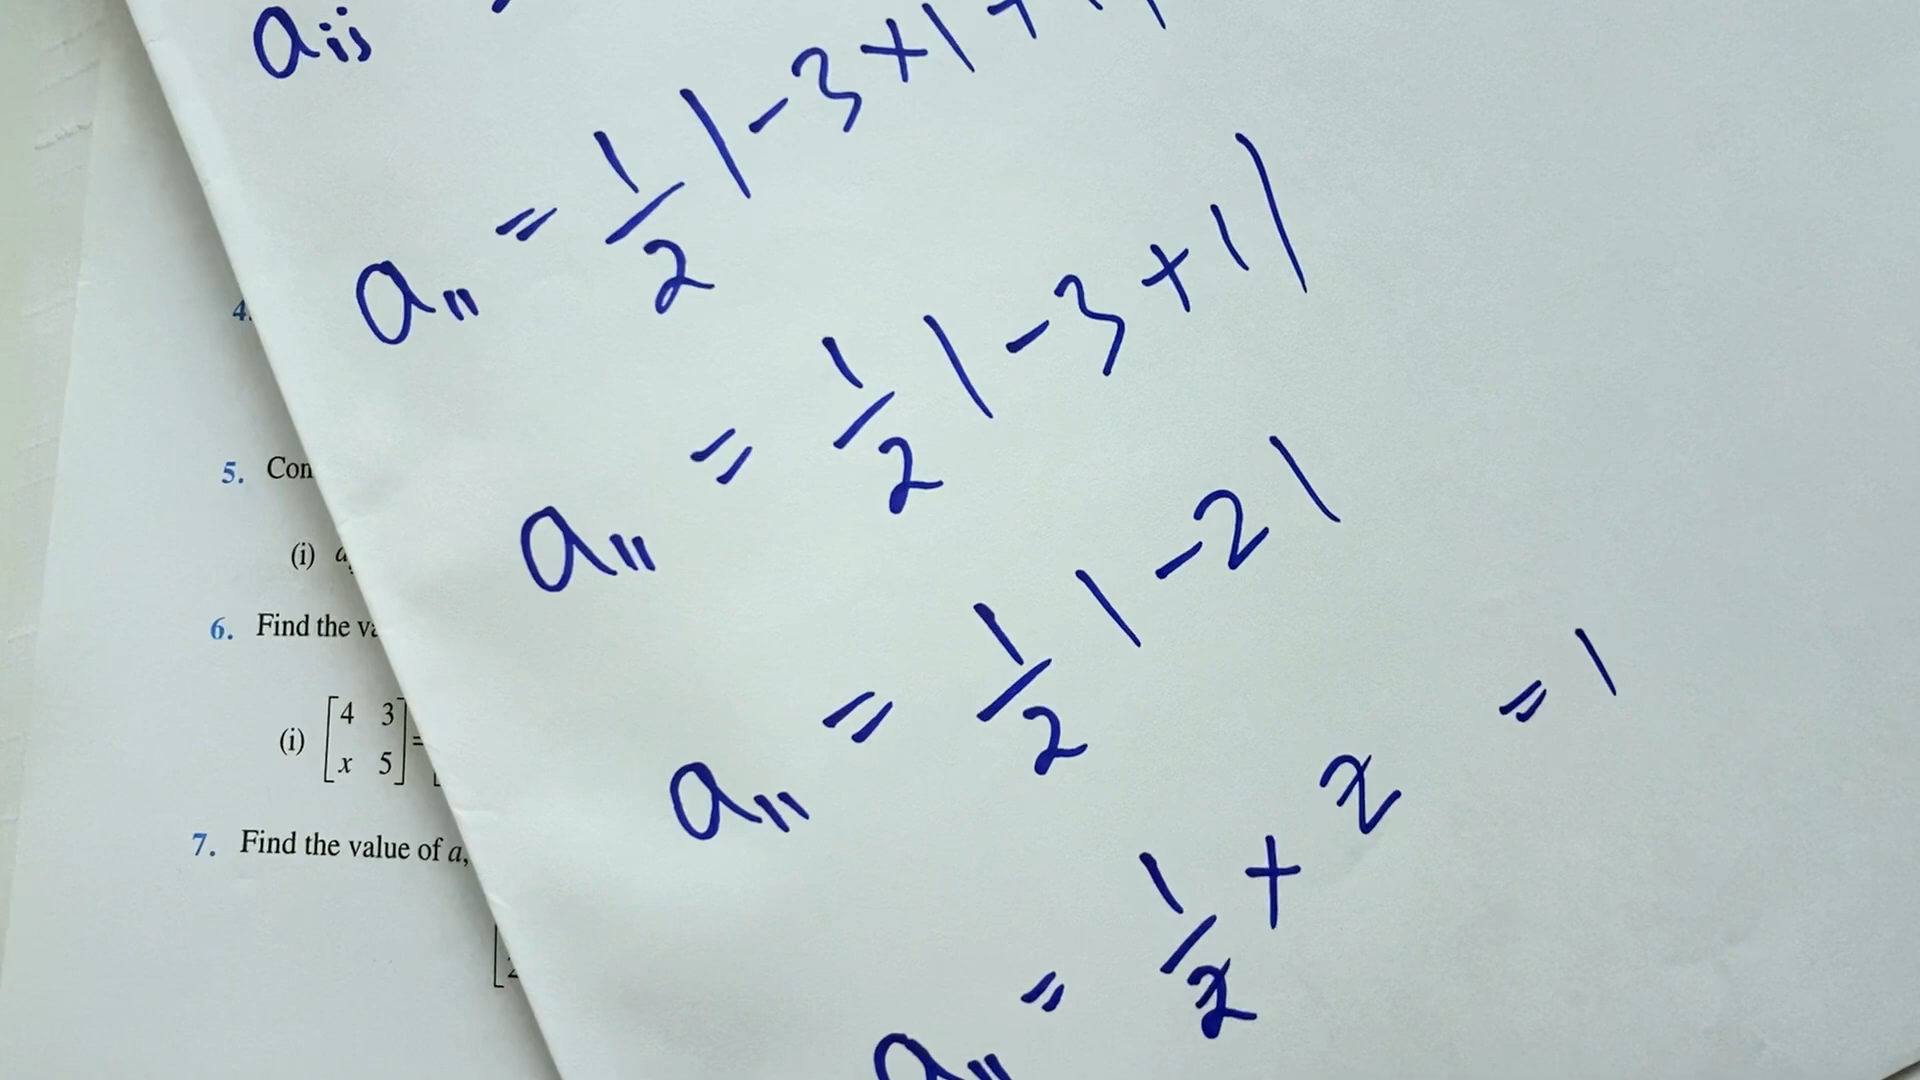 aij
a₁₁ = 1/2 |-3×1+
a₁₁ = 1/2 |-3+1|
a₁₁ = 1/2 |-2|
a₁₁ = 1/2 + 2 = 1
4.
5. Con
(i) a
6. Find the va
(i) [4 3
x 5] =
7. Find the value of a,